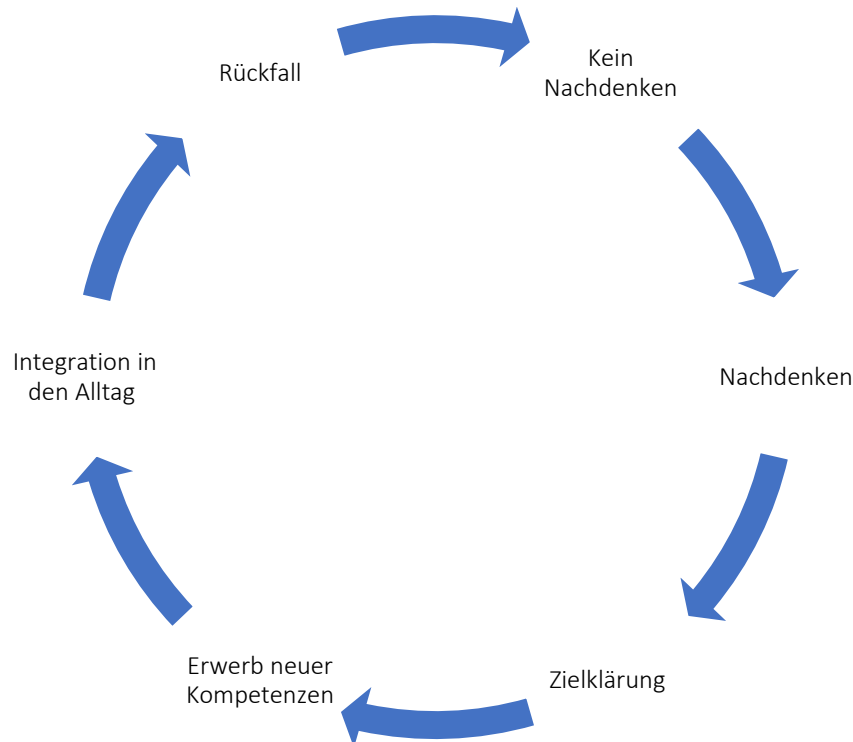 Rückfall
Kein
Nachdenken
Nachdenken
Zielklärung
Erwerb neuer
Kompetenzen
Integration in
den Alltag